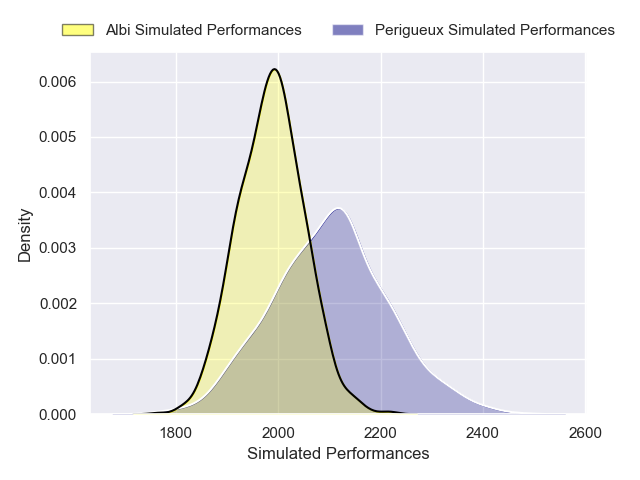 Albi Simulated Performances Perigueux Simulated Performances
0.006
0.005
0.004
0.003
0.002
0.001
0.000
Density
1800 2000 2200 2400 2600
Simulated Performances